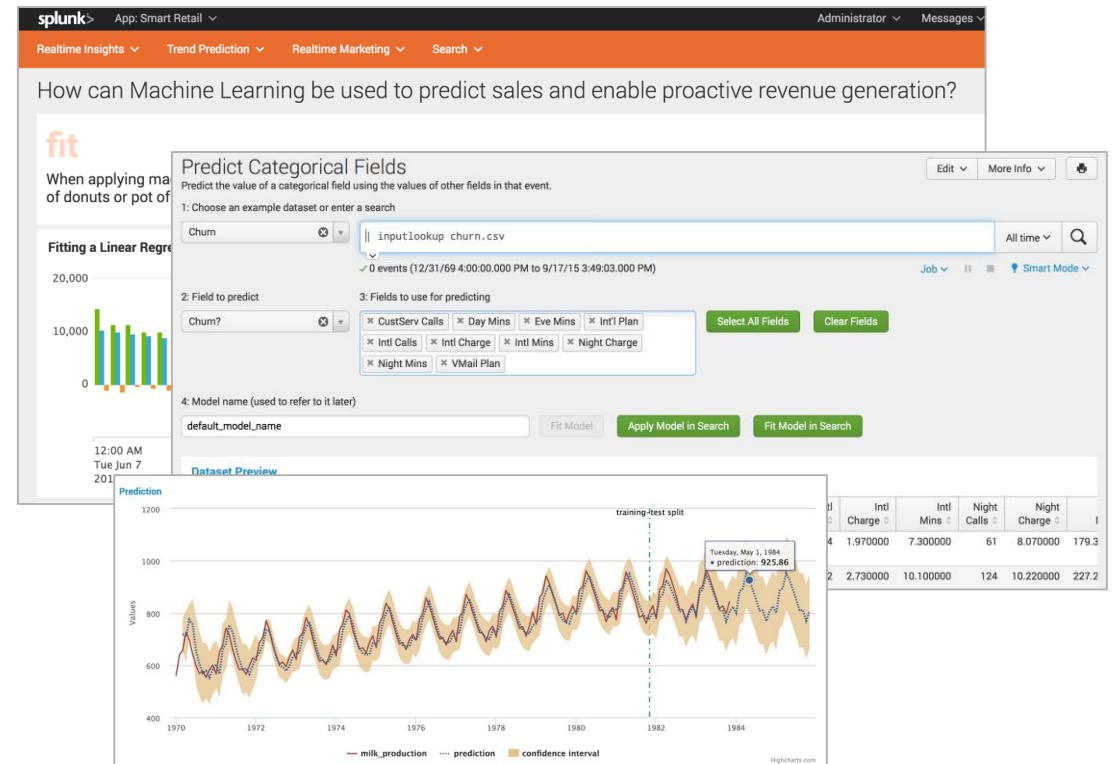 splunk> App: Smart Retail Administrator Messages
Realtime Insights Trend Prediction Realtime Marketing Search
How can Machine Learning be used to predict sales and enable proactive revenue generation?
fit
When applying ma
of donuts or pot of
Fitting a Linear Regre
20,000
10,000
0
12:00 AM
Tue Jun 7
201
Predict Categorical Fields
Edit More Info
Predict the value of a categorical field using the values of other fields in that event.
1: Choose an example dataset or enter a search
Churn | inputlookup churn.csv All time
0 events (12/31/69 4:00:00.000 PM to 9/17/15 3:49:03.000 PM) Job Smart Mode
2: Field to predict 3: Fields to use for predicting
Churn? CustServ Calls Day Mins Eve Mins Int'l Plan Select All Fields Clear Fields
Intl Calls Intl Charge Intl Mins Night Charge
Night Mins VMail Plan
4: Model name (used to refer to it later)
default_model_name Fit Model Apply Model in Search Fit Model in Search
Dataset Preview
Intl Intl Night Night
Charge Mins Calls Charge
4 1.970000 7.300000 61 8.070000 179.3
2 2.730000 10.100000 124 10.220000 227.2
Prediction
training-test split
Tuesday, May 1, 1984
prediction: 925.86
Values
1200
1000
800
600
400
1970 1972 1974 1976 1978 1980 1982 1984
milk_production prediction confidence interval
Highcharts.com